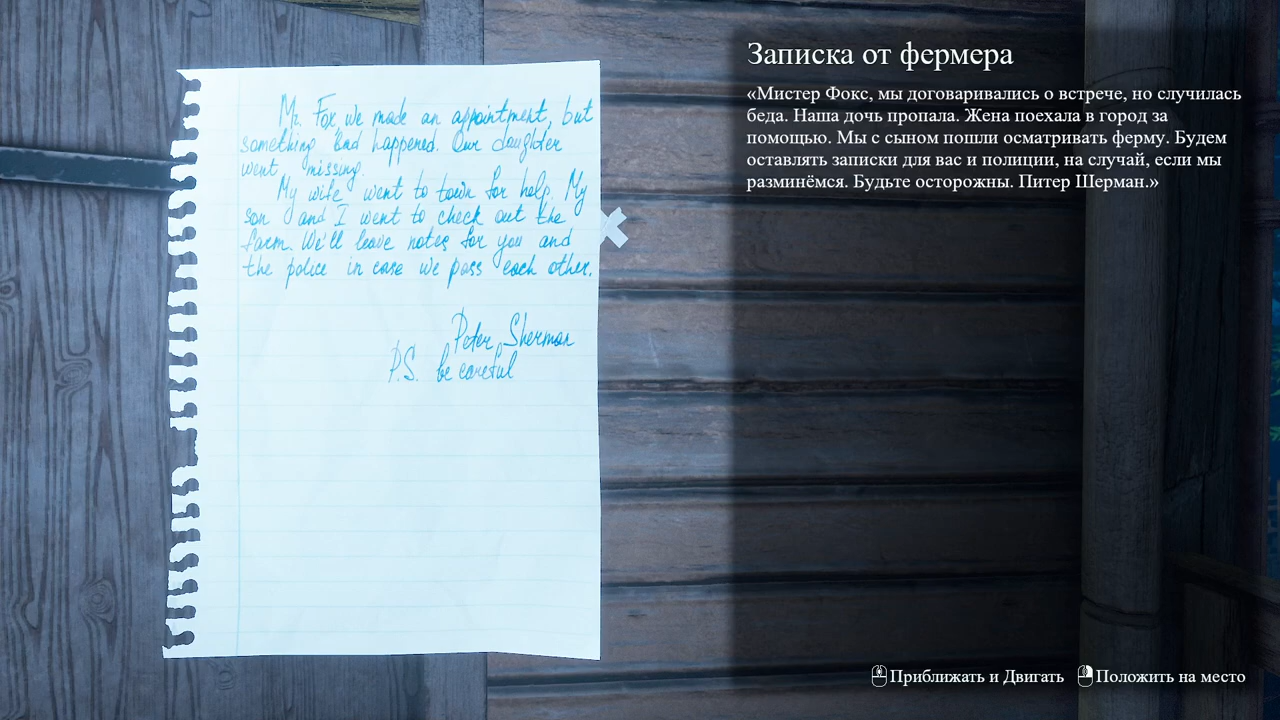 Mr. Fox we made an appointment, but
something bad happened. Our daughter
went missing.
My wife went to town for help. My
son and I went to check out the
farm. We'll leave notes for you and
the police in case we pass each other.
Peter Sherman
P.S. be careful
Записка от фермера
«Мистер Фокс, мы договаривались о встрече, но случилась
беда. Наша дочь пропала. Жена поехала в город за
помощью. Мы с сыном пошли осматривать ферму. Будем
оставлять записки для вас и полиции, на случай, если мы
разминёмся. Будьте осторожны. Питер Шерман.»
Приближать и Двигать Положить на место